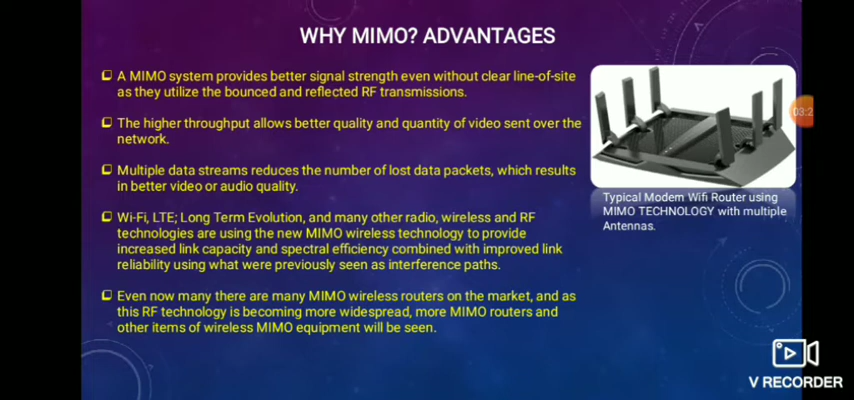 WHY MIMO? ADVANTAGES
A MIMO system provides better signal strength even without clear line-of-site
as they utilize the bounced and reflected RF transmissions.
The higher throughput allows better quality and quantity of video sent over the
network.
Multiple data streams reduces the number of lost data packets, which results
in better video or audio quality.
Wi-Fi, LTE; Long Term Evolution, and many other radio, wireless and RF
technologies are using the new MIMO wireless technology to provide
increased link capacity and spectral efficiency combined with improved link
reliability using what were previously seen as interference paths.
Even now many there are many MIMO wireless routers on the market, and as
this RF technology is becoming more widespread, more MIMO routers and
other items of wireless MIMO equipment will be seen.
03:2
Typical Modem Wifi Router using
MIMO TECHNOLOGY with multiple
Antennas.
V RECORDER